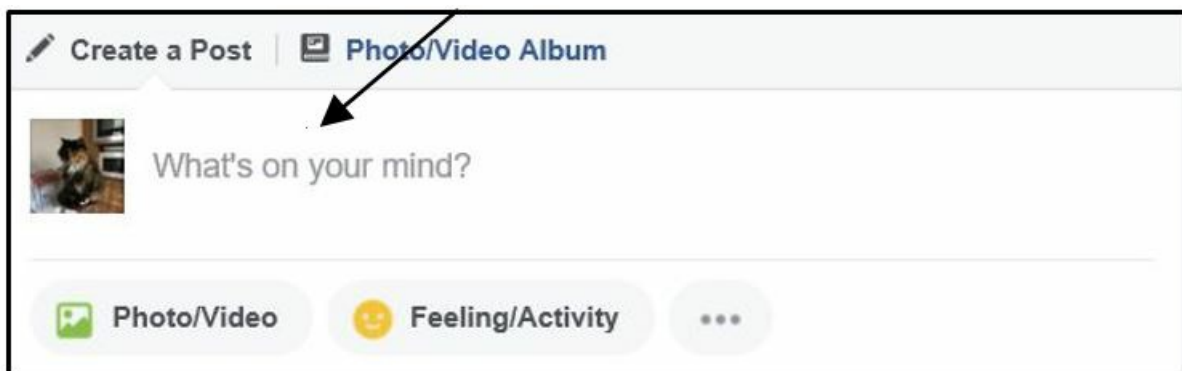 Create a Post | Photo/Video Album
What's on your mind?
Photo/Video Feeling/Activity